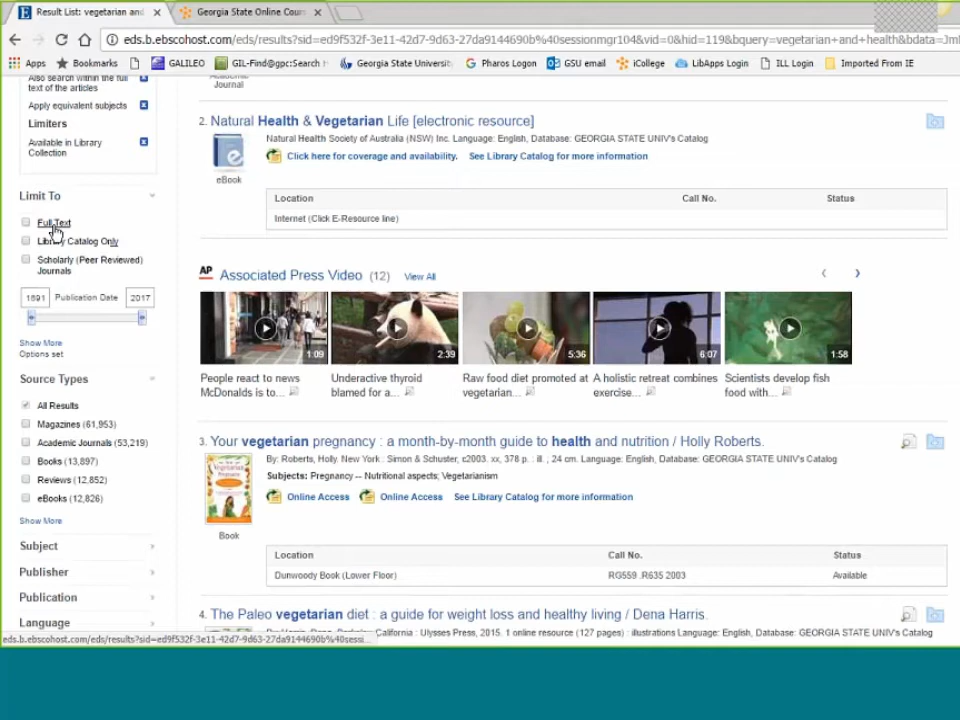 Result List: vegetarian and
Georgia State Online Cour
eds.b.ebscohost.com/eds/results?sid=ed9f532f-3e11-42d7-9d63-27da9144690b%40sessionmgr104&vid=0&hid=119&bquery=vegetarian+and+health&bdata=Jm
Apps
Bookmarks
GALILEO
GIL-Find@gpc:Search
Georgia State Universit
Pharos Logon
GSU email
iCollege
LibApps Login
ILL Login
Imported From IE
Also search within the full
text of the articles
Apply equivalent subjects
Limiters
Available in Library
Collection
Limit To
Full Text
Library Catalog Only
Scholarly (Peer Reviewed)
Journals
1891 Publication Date 2017
Show More
Options set
Source Types
All Results
Magazines (61,953)
Academic Journals (53,219)
Books (13,897)
Reviews (12,852)
eBooks (12,826)
Show More
Subject
Publisher
Publication
Language
eds.b.ebscohost.com/eds/results?sid=ed9f532f-3e11-42d7-9d63-27da9144690b%40sessi...
Academic
Journal
2. Natural Health & Vegetarian Life [electronic resource]
Natural Health Society of Australia (NSW) Inc. Language: English, Database: GEORGIA STATE UNIV's Catalog
Click here for coverage and availability. See Library Catalog for more information
eBook
Location Call No. Status
Internet (Click E-Resource line)
AP Associated Press Video (12) View All
1:09
2:39
5:36
6:07
1:58
People react to news
McDonalds is to...
Underactive thyroid
blamed for a...
Raw food diet promoted at
vegetarian...
A holistic retreat combines
exercise...
Scientists develop fish
food with...
3. Your vegetarian pregnancy : a month-by-month guide to health and nutrition / Holly Roberts.
By: Roberts, Holly. New York : Simon & Schuster, c2003. xx, 378 p. : ill. ; 24 cm. Language: English, Database: GEORGIA STATE UNIV's Catalog
Subjects: Pregnancy -- Nutritional aspects; Vegetarianism
Online Access Online Access See Library Catalog for more information
Book
Location Call No. Status
Dunwoody Book (Lower Floor) RG559 .R635 2003 Available
4. The Paleo vegetarian diet : a guide for weight loss and healthy living / Dena Harris.
California : Ulysses Press, 2015. 1 online resource (127 pages) : illustrations Language: English, Database: GEORGIA STATE UNIV's Catalog